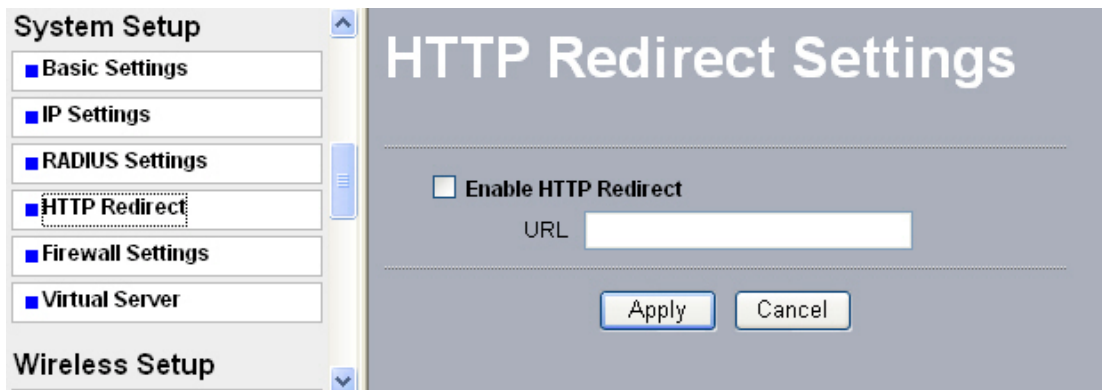 System Setup
Basic Settings
IP Settings
RADIUS Settings
HTTP Redirect
Firewall Settings
Virtual Server
Wireless Setup
HTTP Redirect Settings
Enable HTTP Redirect
URL
Apply Cancel